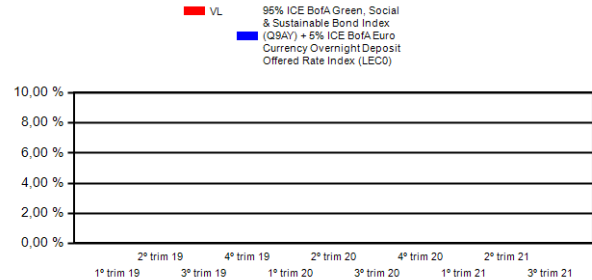 VL
95% ICE BofA Green, Social
& Sustainable Bond Index
(Q9AY) + 5% ICE BofA Euro
Currency Overnight Deposit
Offered Rate Index (LEC0)
10,00 %
8,00 %
6,00 %
4,00 %
2,00 %
0,00 %
2º trim 19 4º trim 19 2º trim 20 4º trim 20 2º trim 21
1º trim 19 3º trim 19 1º trim 20 3º trim 20 1º trim 21 3º trim 21